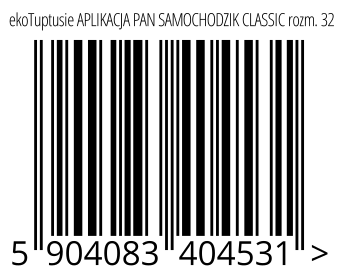 ekoTuptusie APLIKACJA PAN SAMOCHODZIK CLASSIC rozm. 32
5 904083 404531 >